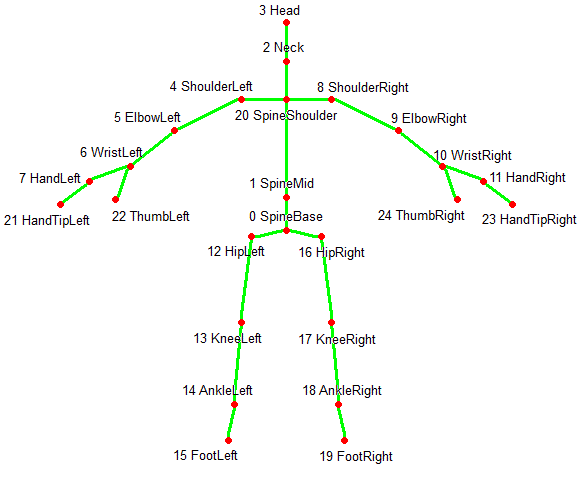 3 Head
2 Neck
4 ShoulderLeft
8 ShoulderRight
20 SpineShoulder
5 ElbowLeft
9 ElbowRight
6 WristLeft
10 WristRight
7 HandLeft
11 HandRight
1 SpineMid
21 HandTipLeft
22 ThumbLeft
0 SpineBase
24 ThumbRight
23 HandTipRight
12 HipLeft
16 HipRight
13 KneeLeft
17 KneeRight
14 AnkleLeft
18 AnkleRight
15 FootLeft
19 FootRight